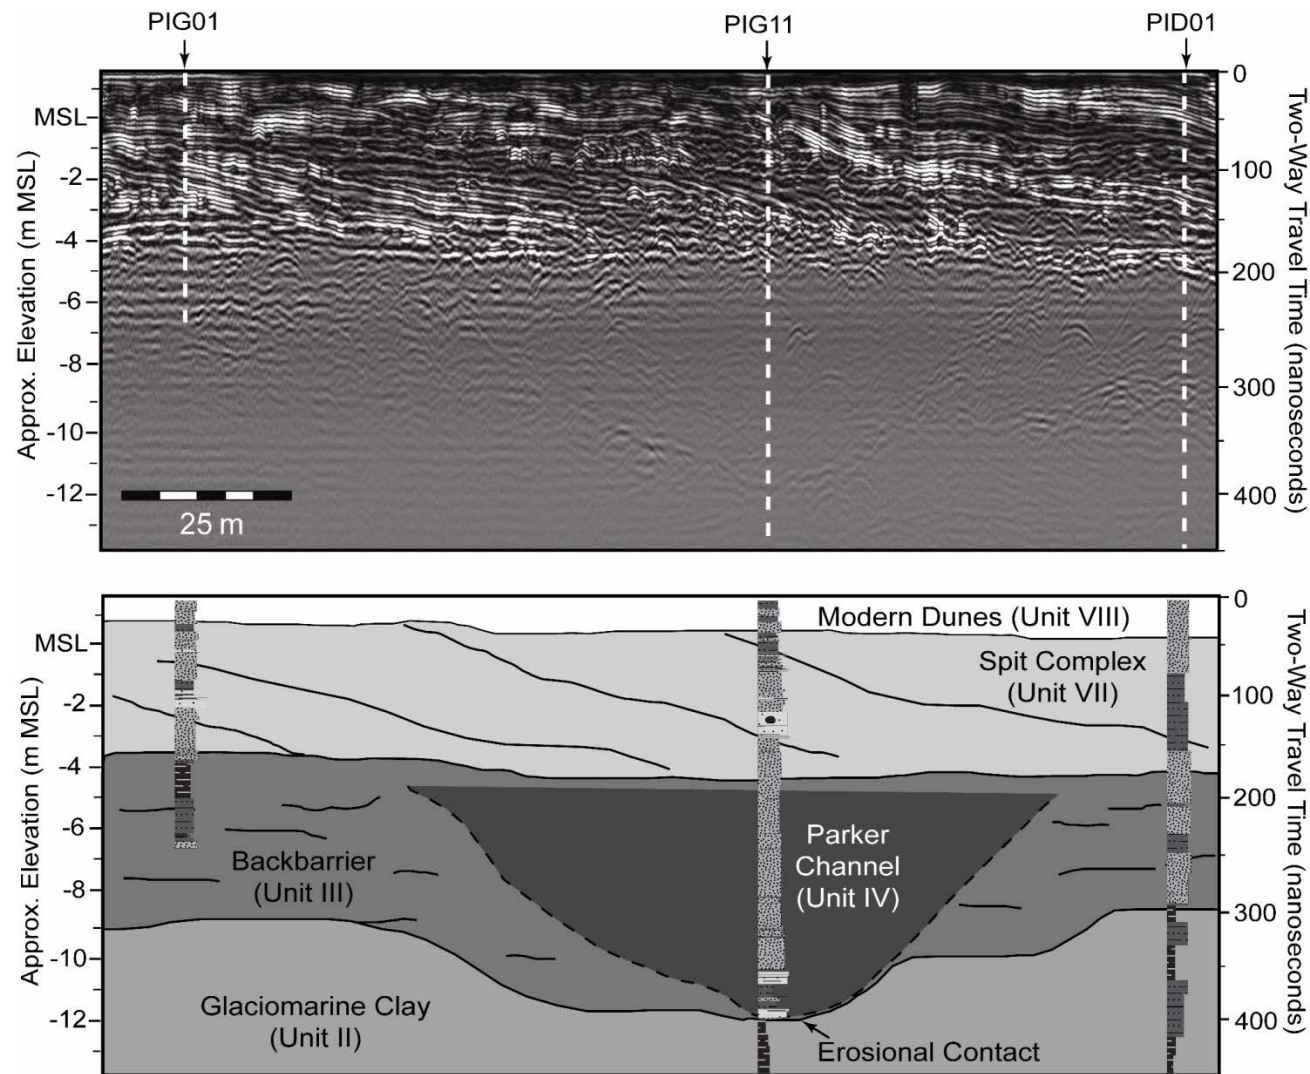 PIG01
PIG11
PID01
Approx. Elevation (m MSL)
MSL
-2
-4
-6
-8
-10
-12
0
100
200
300
400
Two-Way Travel Time (nanoseconds)
25 m
Approx. Elevation (m MSL)
MSL
-2
-4
-6
-8
-10
-12
Modern Dunes (Unit VIII)
Spit Complex
(Unit VII)
Backbarrier
(Unit III)
Parker
Channel
(Unit IV)
Glaciomarine Clay
(Unit II)
Erosional Contact
0
100
200
300
400
Two-Way Travel Time (nanoseconds)